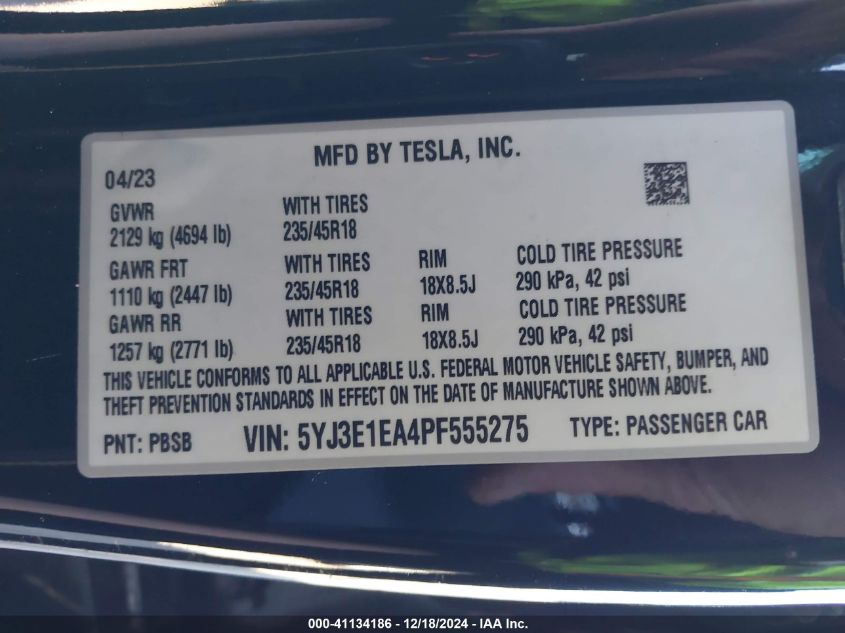 MFD BY TESLA, INC.
04/23
GVWR WITH TIRES
2129 kg (4694 lb) 235/45R18
GAWR FRT WITH TIRES RIM COLD TIRE PRESSURE
1110 kg (2447 lb) 235/45R18 18X8.5J 290 kPa, 42 psi
GAWR RR WITH TIRES RIM COLD TIRE PRESSURE
1257 kg (2771 lb) 235/45R18 18X8.5J 290 kPa, 42 psi
THIS VEHICLE CONFORMS TO ALL APPLICABLE U.S. FEDERAL MOTOR VEHICLE SAFETY, BUMPER, AND
THEFT PREVENTION STANDARDS IN EFFECT ON THE DATE OF MANUFACTURE SHOWN ABOVE.
PNT: PBSB VIN: 5YJ3E1EA4PF555275 TYPE: PASSENGER CAR
000-41134186 - 12/18/2024 - IAA Inc.